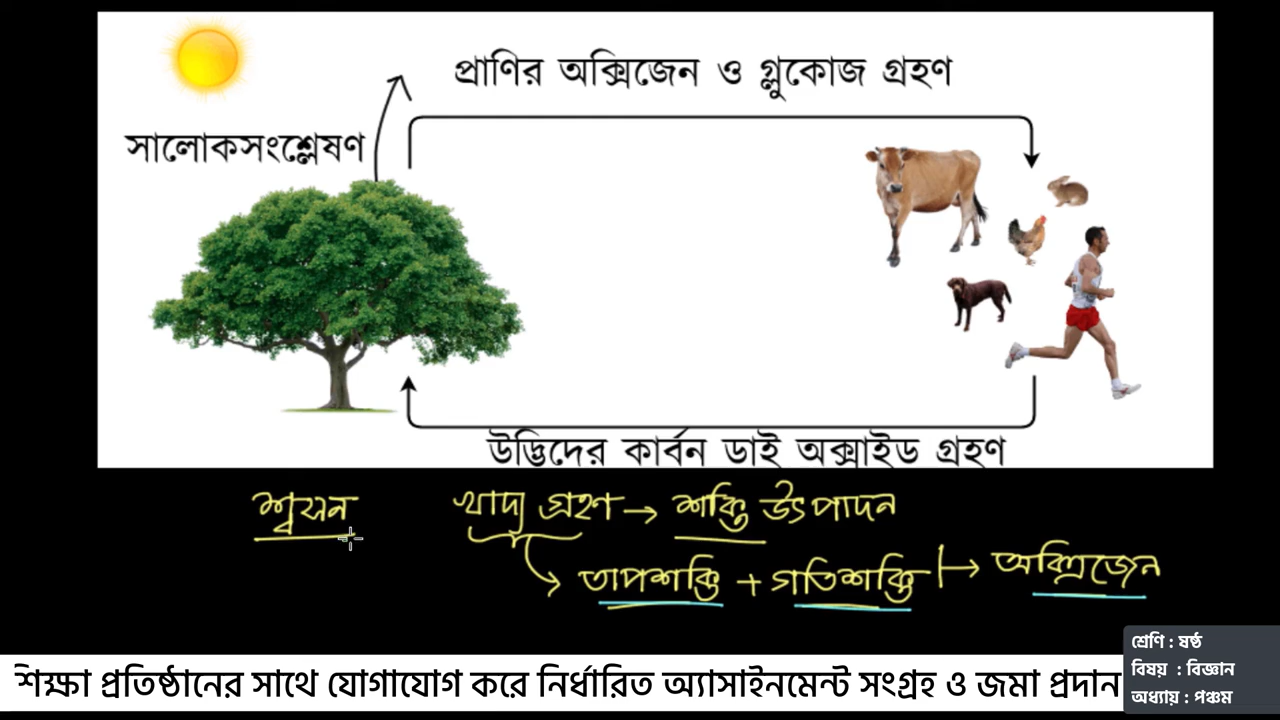 প্রাণির অক্সিজেন ও গ্লুকোজ গ্রহণ
সালোকসংশ্লেষণ
উদ্ভিদের কার্বন ডাই অক্সাইড গ্রহণ
শ্বসন
খাদ্য গ্রহণ → শক্তি উৎপাদন
তাপশক্তি + গতিশক্তি → অক্সিজেন
শ্রেণি : ষষ্ঠ
বিষয় : বিজ্ঞান
অধ্যায় : পঞ্চম
শিক্ষা প্রতিষ্ঠানের সাথে যোগাযোগ করে নির্ধারিত অ্যাসাইনমেন্ট সংগ্রহ ও জমা প্রদান